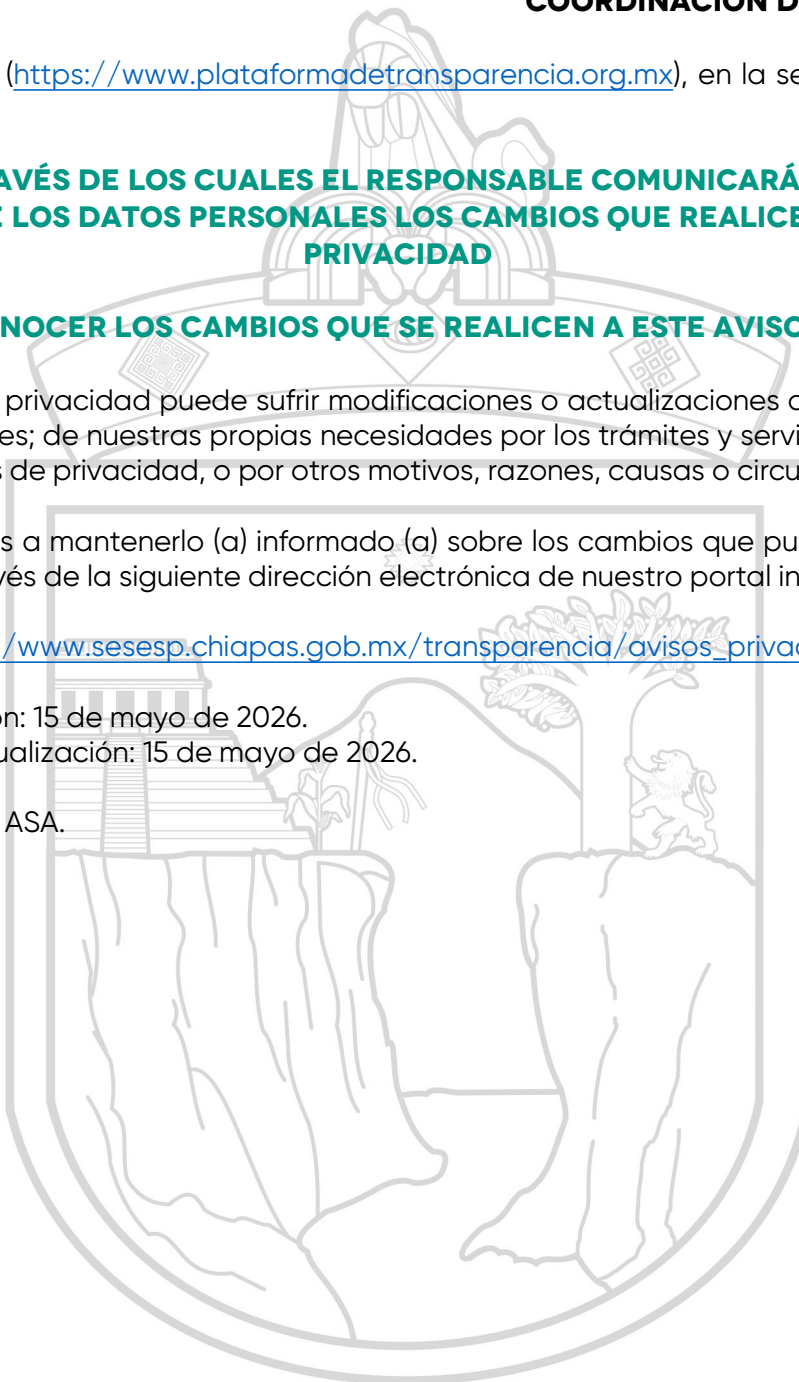 COORDINACIÓN D
(https://www.plataformadetransparencia.org.mx), en la se
AVÉS DE LOS CUALES EL RESPONSABLE COMUNICARÁ
LOS DATOS PERSONALES LOS CAMBIOS QUE REALICE
PRIVACIDAD
NOCER LOS CAMBIOS QUE SE REALICEN A ESTE AVISO
privacidad puede sufrir modificaciones o actualizaciones
es; de nuestras propias necesidades por los trámites y servi
s de privacidad, o por otros motivos, razones, causas o circu
s a mantenerlo (a) informado (a) sobre los cambios que pu
vés de la siguiente dirección electrónica de nuestro portal in
/www.sesesp.chiapas.gob.mx/transparencia/avisos_privac
ón: 15 de mayo de 2026.
ualización: 15 de mayo de 2026.
ASA.